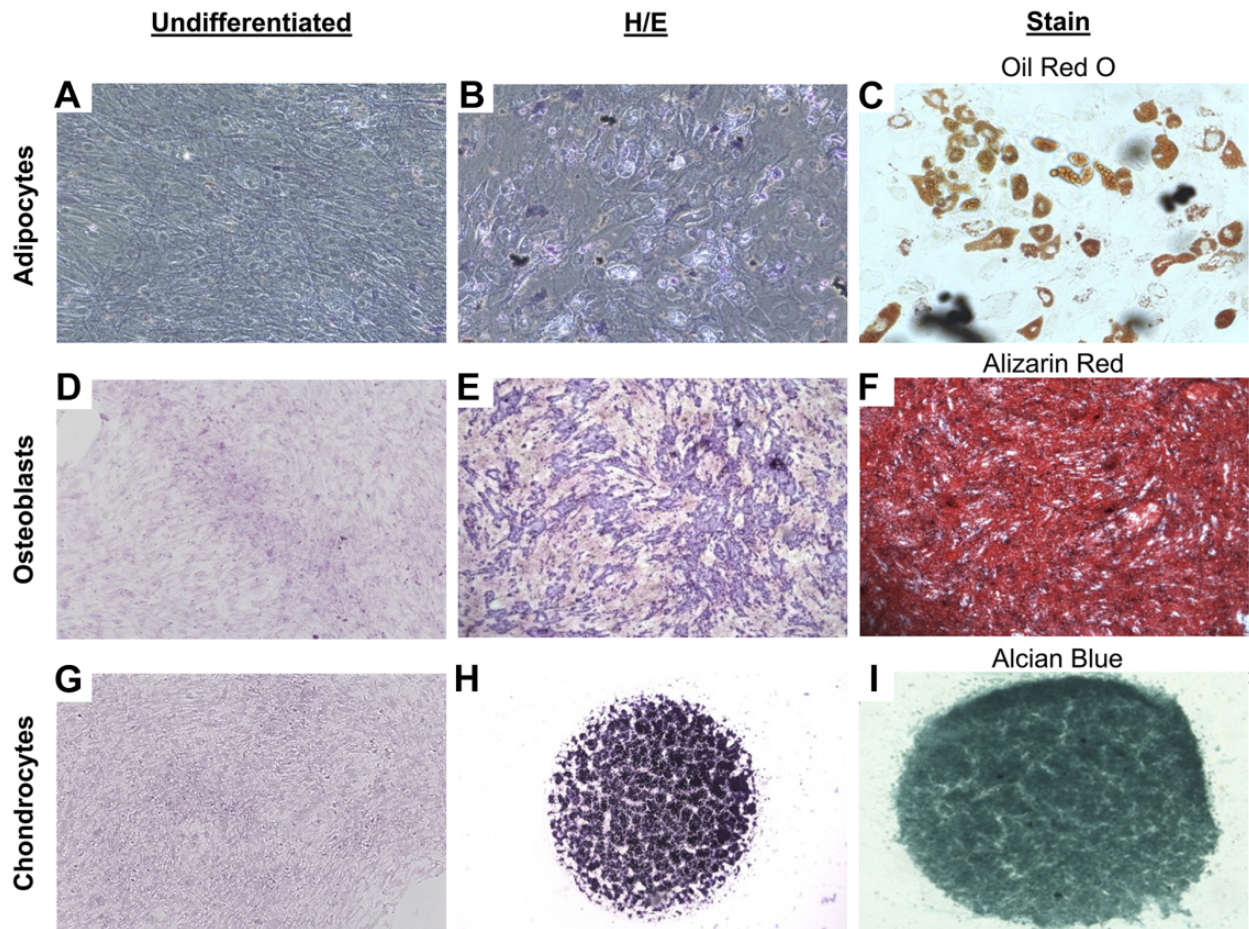 Undifferentiated
H/E
Stain
Oil Red O
Adipocytes
A
B
C
Alizarin Red
Osteoblasts
D
E
F
Alcian Blue
Chondrocytes
G
H
I